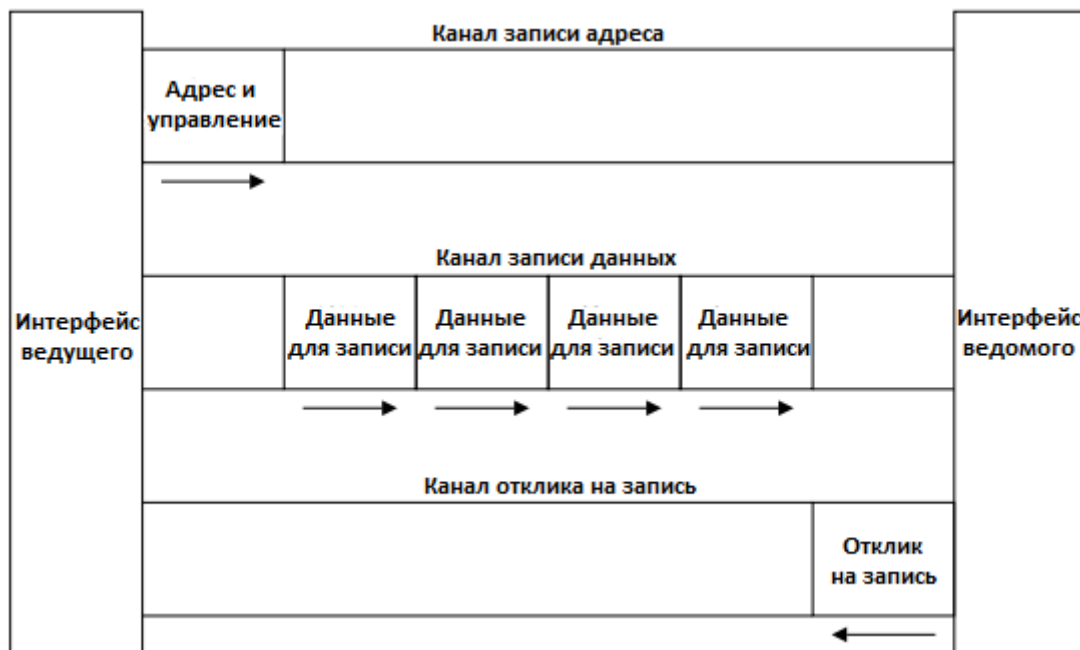 Канал записи адреса
Адрес и
управление
Канал записи данных
Интерфейс
ведущего
Данные
для записи
Данные
для записи
Данные
для записи
Данные
для записи
Интерфейс
ведомого
Канал отклика на запись
Отклик
на запись